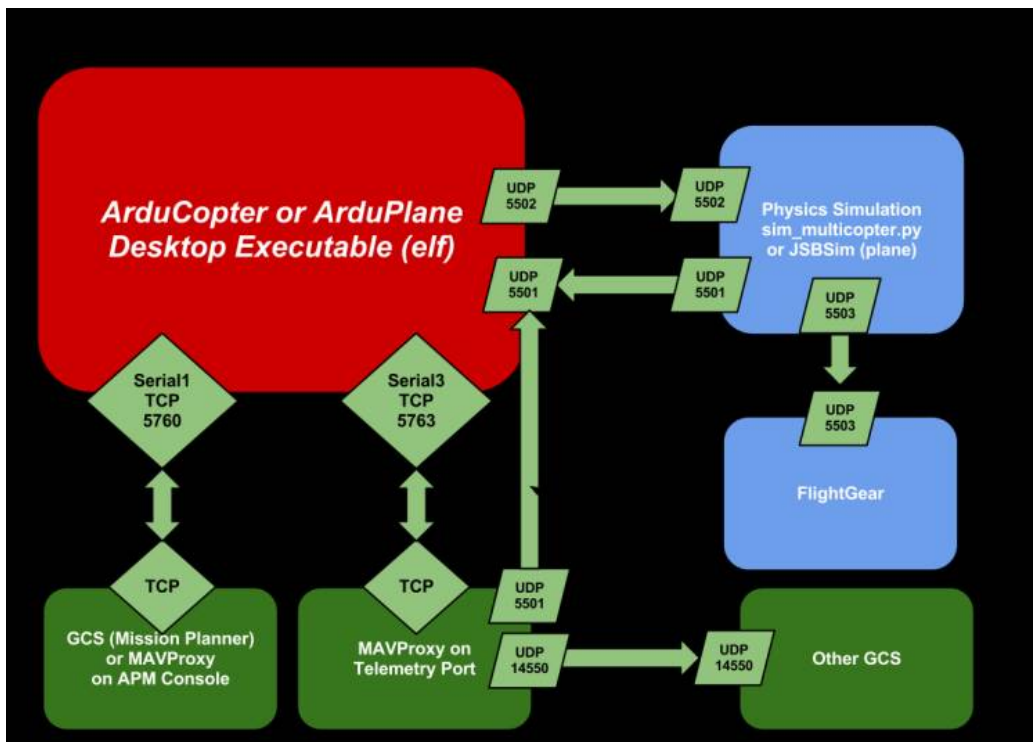 ArduCopter or ArduPlane
Desktop Executable (elf)
UDP
5502
UDP
5502
Physics Simulation
sim_multicopter.py
or JSBSim (plane)
UDP
5501
UDP
5501
UDP
5503
Serial1
TCP
5760
Serial3
TCP
5763
UDP
5503
FlightGear
TCP
TCP
UDP
5501
GCS (Mission Planner)
or MAVProxy
on APM Console
MAVProxy on
Telemetry Port
UDP
14550
UDP
14550
Other GCS